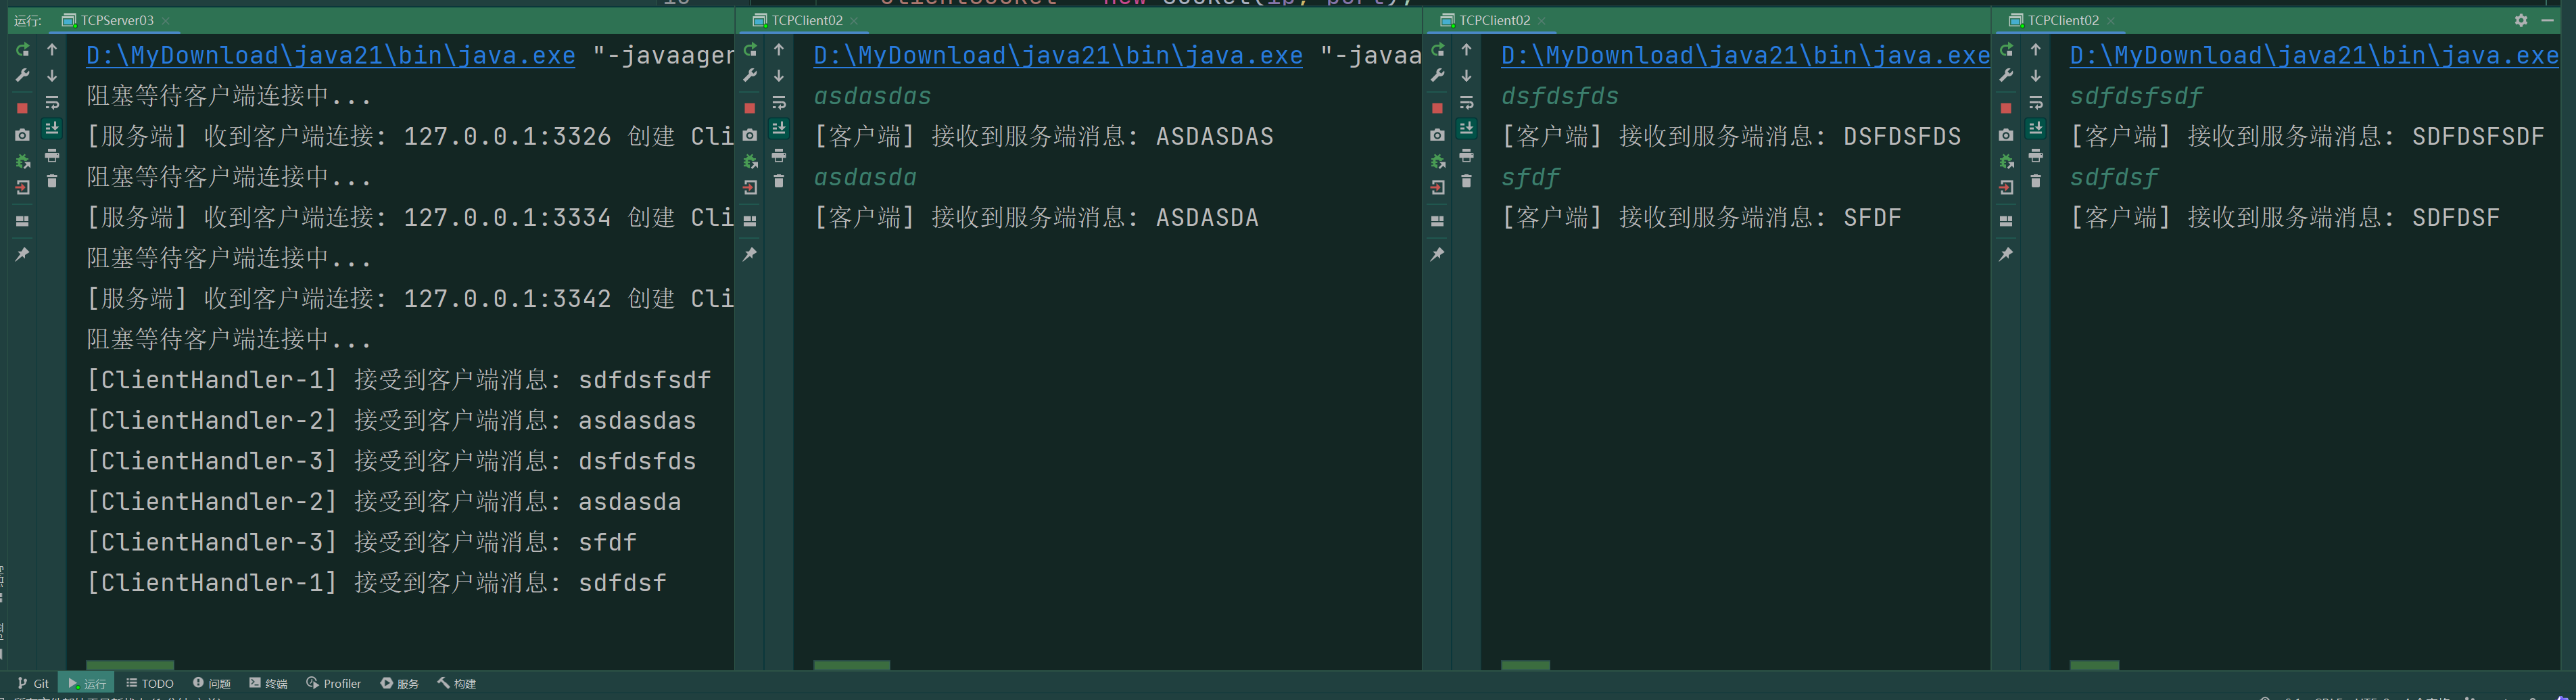 clientSocket = new Socket(ip, port);
运行: TCPServer03
TCPClient02
TCPClient02
TCPClient02
D:\MyDownload\java21\bin\java.exe "-javaager
阻塞等待客户端连接中...
[服务端] 收到客户端连接: 127.0.0.1:3326 创建 Cli
阻塞等待客户端连接中...
[服务端] 收到客户端连接: 127.0.0.1:3334 创建 Cli
阻塞等待客户端连接中...
[服务端] 收到客户端连接: 127.0.0.1:3342 创建 Cli
阻塞等待客户端连接中...
[ClientHandler-1] 接受到客户端消息: sdfdsfsdf
[ClientHandler-2] 接受到客户端消息: asdasdas
[ClientHandler-3] 接受到客户端消息: dsfdsfds
[ClientHandler-2] 接受到客户端消息: asdasda
[ClientHandler-3] 接受到客户端消息: sfdf
[ClientHandler-1] 接受到客户端消息: sdfdsf
D:\MyDownload\java21\bin\java.exe "-javaa
asdasdas
[客户端] 接收到服务端消息: ASDASDAS
asdasda
[客户端] 接收到服务端消息: ASDASDA
D:\MyDownload\java21\bin\java.exe
dsfdsfds
[客户端] 接收到服务端消息: DSFDSFDS
sfdf
[客户端] 接收到服务端消息: SFDF
D:\MyDownload\java21\bin\java.exe
sdfdsfsdf
[客户端] 接收到服务端消息: SDFDSFSDF
sdfdsf
[客户端] 接收到服务端消息: SDFDSF
Git 运行 TODO 问题 终端 Profiler 服务 构建